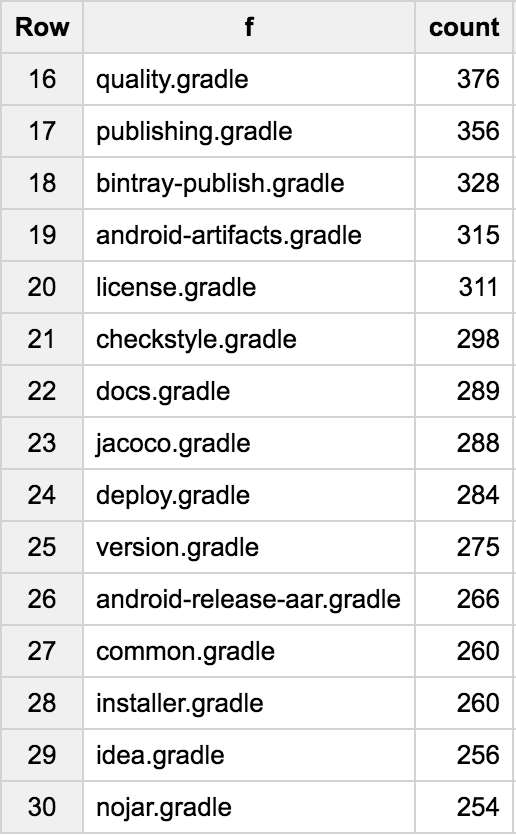 Row f count
16 quality.gradle 376
17 publishing.gradle 356
18 bintray-publish.gradle 328
19 android-artifacts.gradle 315
20 license.gradle 311
21 checkstyle.gradle 298
22 docs.gradle 289
23 jacoco.gradle 288
24 deploy.gradle 284
25 version.gradle 275
26 android-release-aar.gradle 266
27 common.gradle 260
28 installer.gradle 260
29 idea.gradle 256
30 nojar.gradle 254